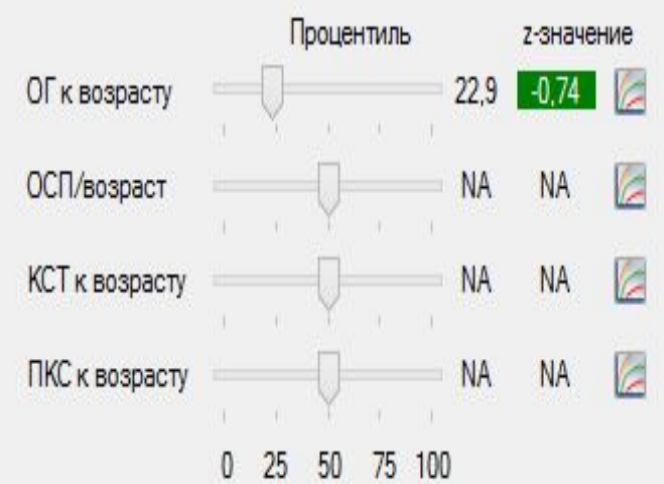 Процентиль z-значение
ОГ к возрасту 22,9 -0,74
ОСП/возраст NA NA
КСТ к возрасту NA NA
ПКС к возрасту NA NA
0 25 50 75 100